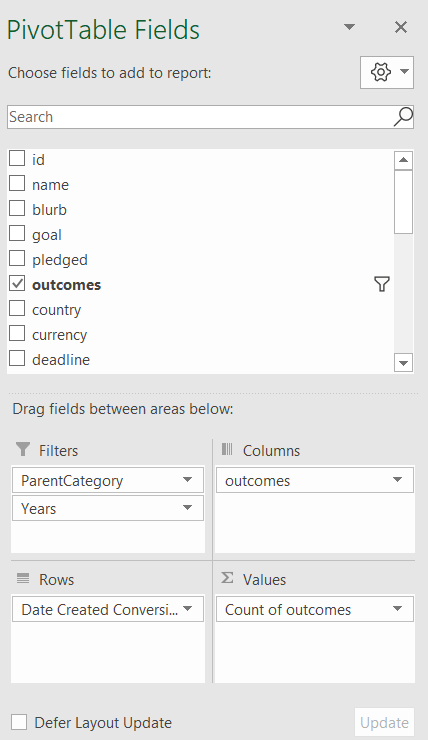 PivotTable Fields
Choose fields to add to report:
Search
id
name
blurb
goal
pledged
outcomes
country
currency
deadline
Drag fields between areas below:
Filters
ParentCategory
Years
Columns
outcomes
Rows
Date Created Conversi...
Values
Count of outcomes
Defer Layout Update
Update